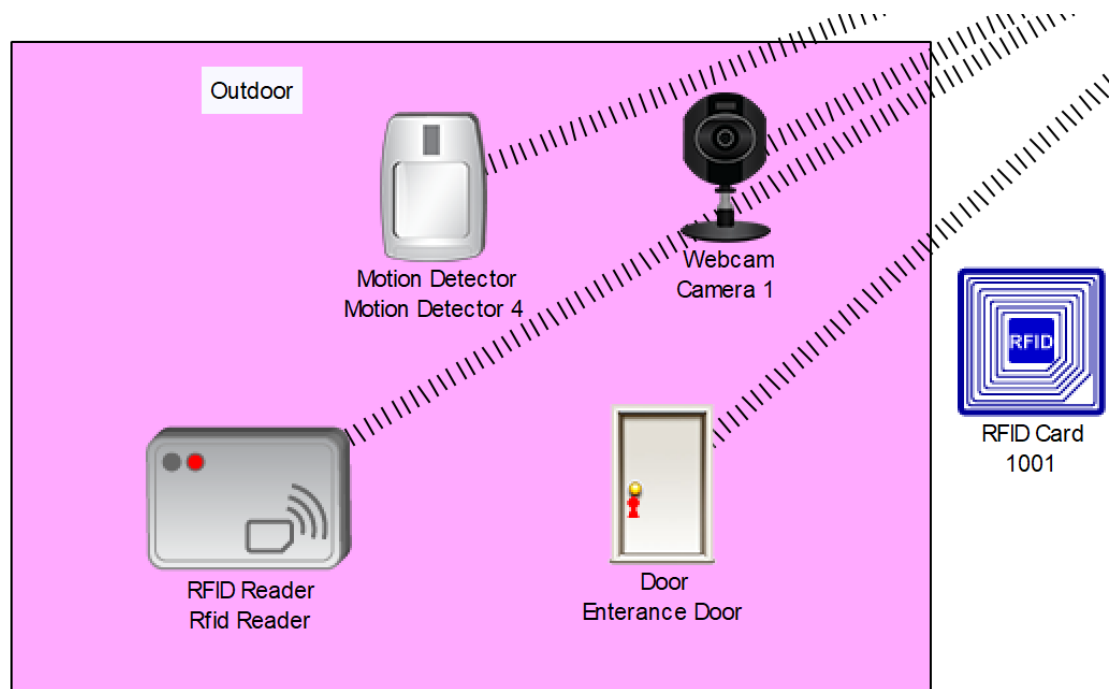 Outdoor
Motion Detector
Motion Detector 4
Webcam
Camera 1
RFID
RFID Card
1001
RFID Reader
Rfid Reader
Door
Enterance Door